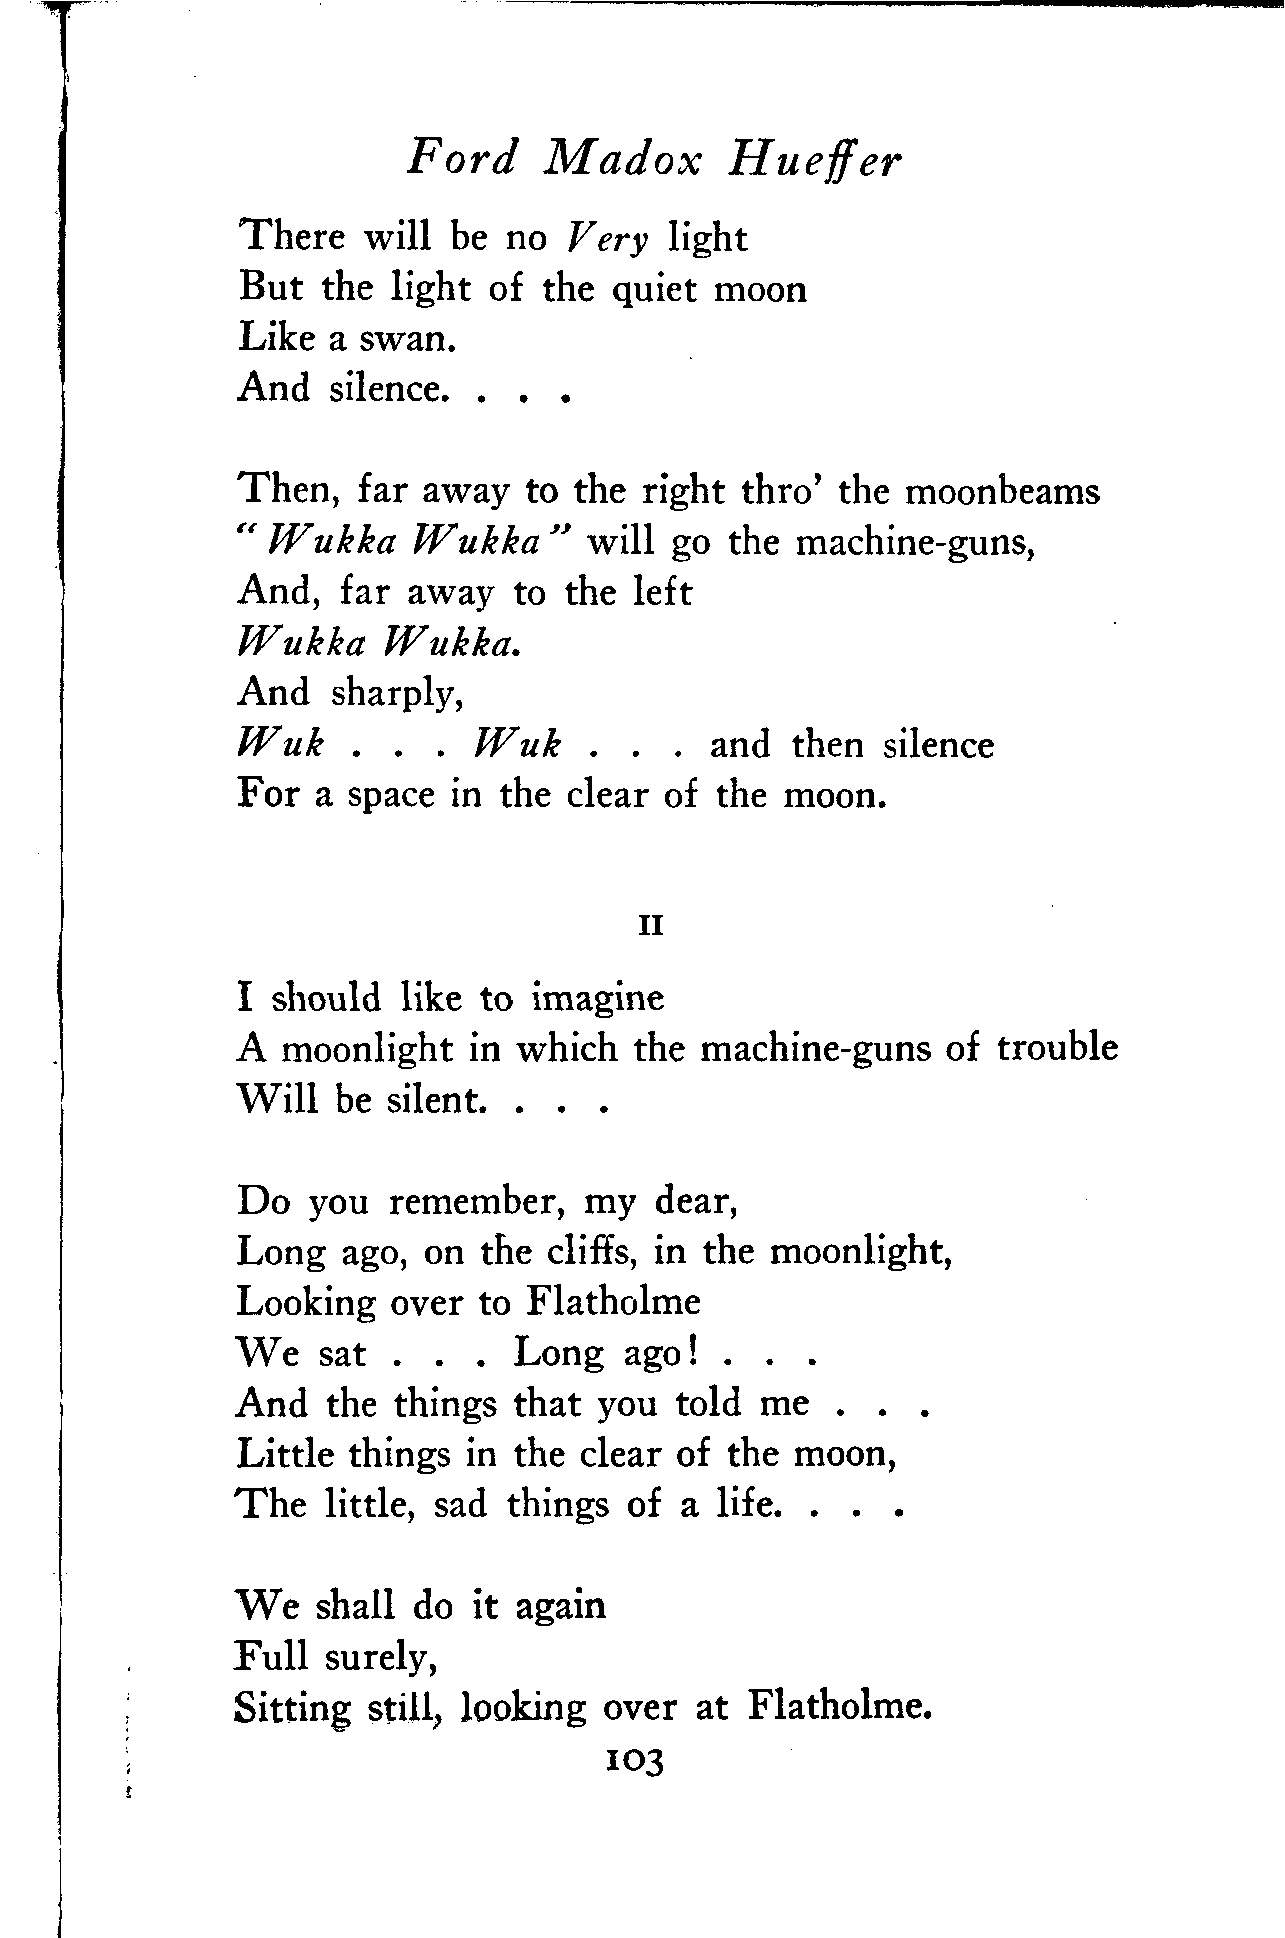 Ford Madox Hueffer
There will be no Very light
But the light of the quiet moon
Like a swan.
And silence. . . .
Then, far away to the right thro' the moonbeams
“ Wukka Wukka ” will go the machine-guns,
And, far away to the left
Wukka Wukka.
And sharply,
Wuk . . . Wuk . . . and then silence
For a space in the clear of the moon.
II
I should like to imagine
A moonlight in which the machine-guns of trouble
Will be silent. . . .
Do you remember, my dear,
Long ago, on the cliffs, in the moonlight,
Looking over to Flatholme
We sat . . . Long ago! . . .
And the things that you told me . . .
Little things in the clear of the moon,
The little, sad things of a life. . . .
We shall do it again
Full surely,
Sitting still, looking over at Flatholme.
103